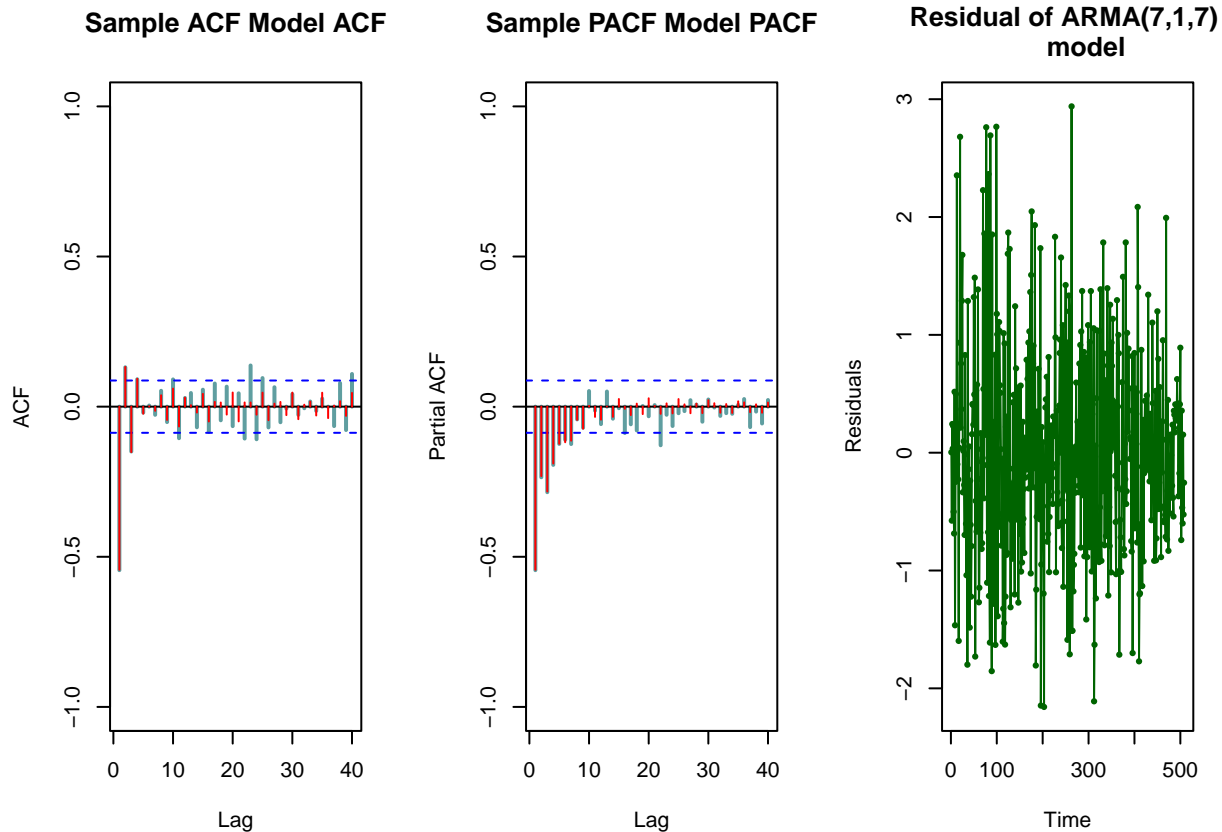 Sample ACF Model ACF
1.0
0.5
0.0
−0.5
−1.0
ACF
0 10 20 30 40
Lag
Sample PACF Model PACF
1.0
0.5
0.0
−0.5
−1.0
Partial ACF
0 10 20 30 40
Lag
Residual of ARMA(7,1,7)
model
3
2
1
0
−1
−2
Residuals
0 100 300 500
Time